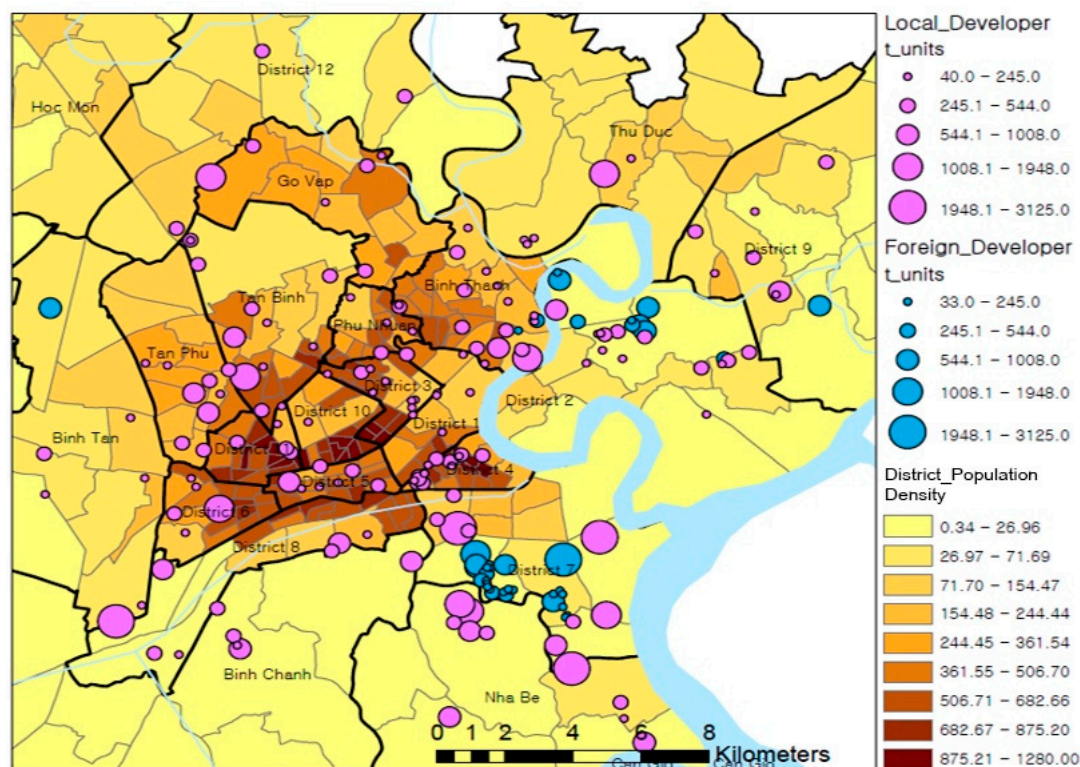 District 12
Hoc Mon
Thu Duc
Go Vap
District 9
Binh Thanh
Tan Binh
Phu Nhuan
Tan Phu
District 3
District 2
District 10
District 1
Binh Tan
District 11
District 4
District 5
District 6
District 8
District 7
Binh Chanh
Nha Be
0 1 2 4 6 8
Kilometers
Can Gio Can Gio
Local_Developer
t_units
40.0 – 245.0
245.1 – 544.0
544.1 – 1008.0
1008.1 – 1948.0
1948.1 – 3125.0
Foreign_Developer
t_units
33.0 – 245.0
245.1 – 544.0
544.1 – 1008.0
1008.1 – 1948.0
1948.1 – 3125.0
District_Population
Density
0.34 – 26.96
26.97 – 71.69
71.70 – 154.47
154.48 – 244.44
244.45 – 361.54
361.55 – 506.70
506.71 – 682.66
682.67 – 875.20
875.21 – 1280.00